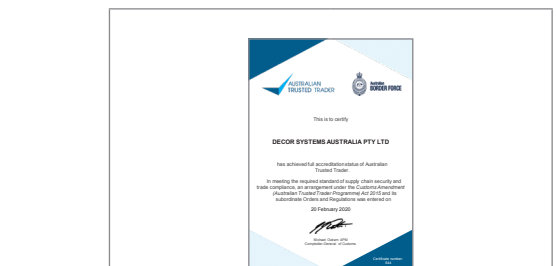 AUSTRALIAN
TRUSTED TRADER
Australian
BORDER FORCE
This is to certify
DECOR SYSTEMS AUSTRALIA PTY LTD
has achieved full accreditation status of Australian
Trusted Trader.
In meeting the required standard of supply chain security and
trade compliance, an arrangement under the Customs Amendment
(Australian Trusted Trader Programme) Act 2015 and its
subordinate Orders and Regulations was entered on
20 February 2020
Comptroller-General of Customs
Certificate number